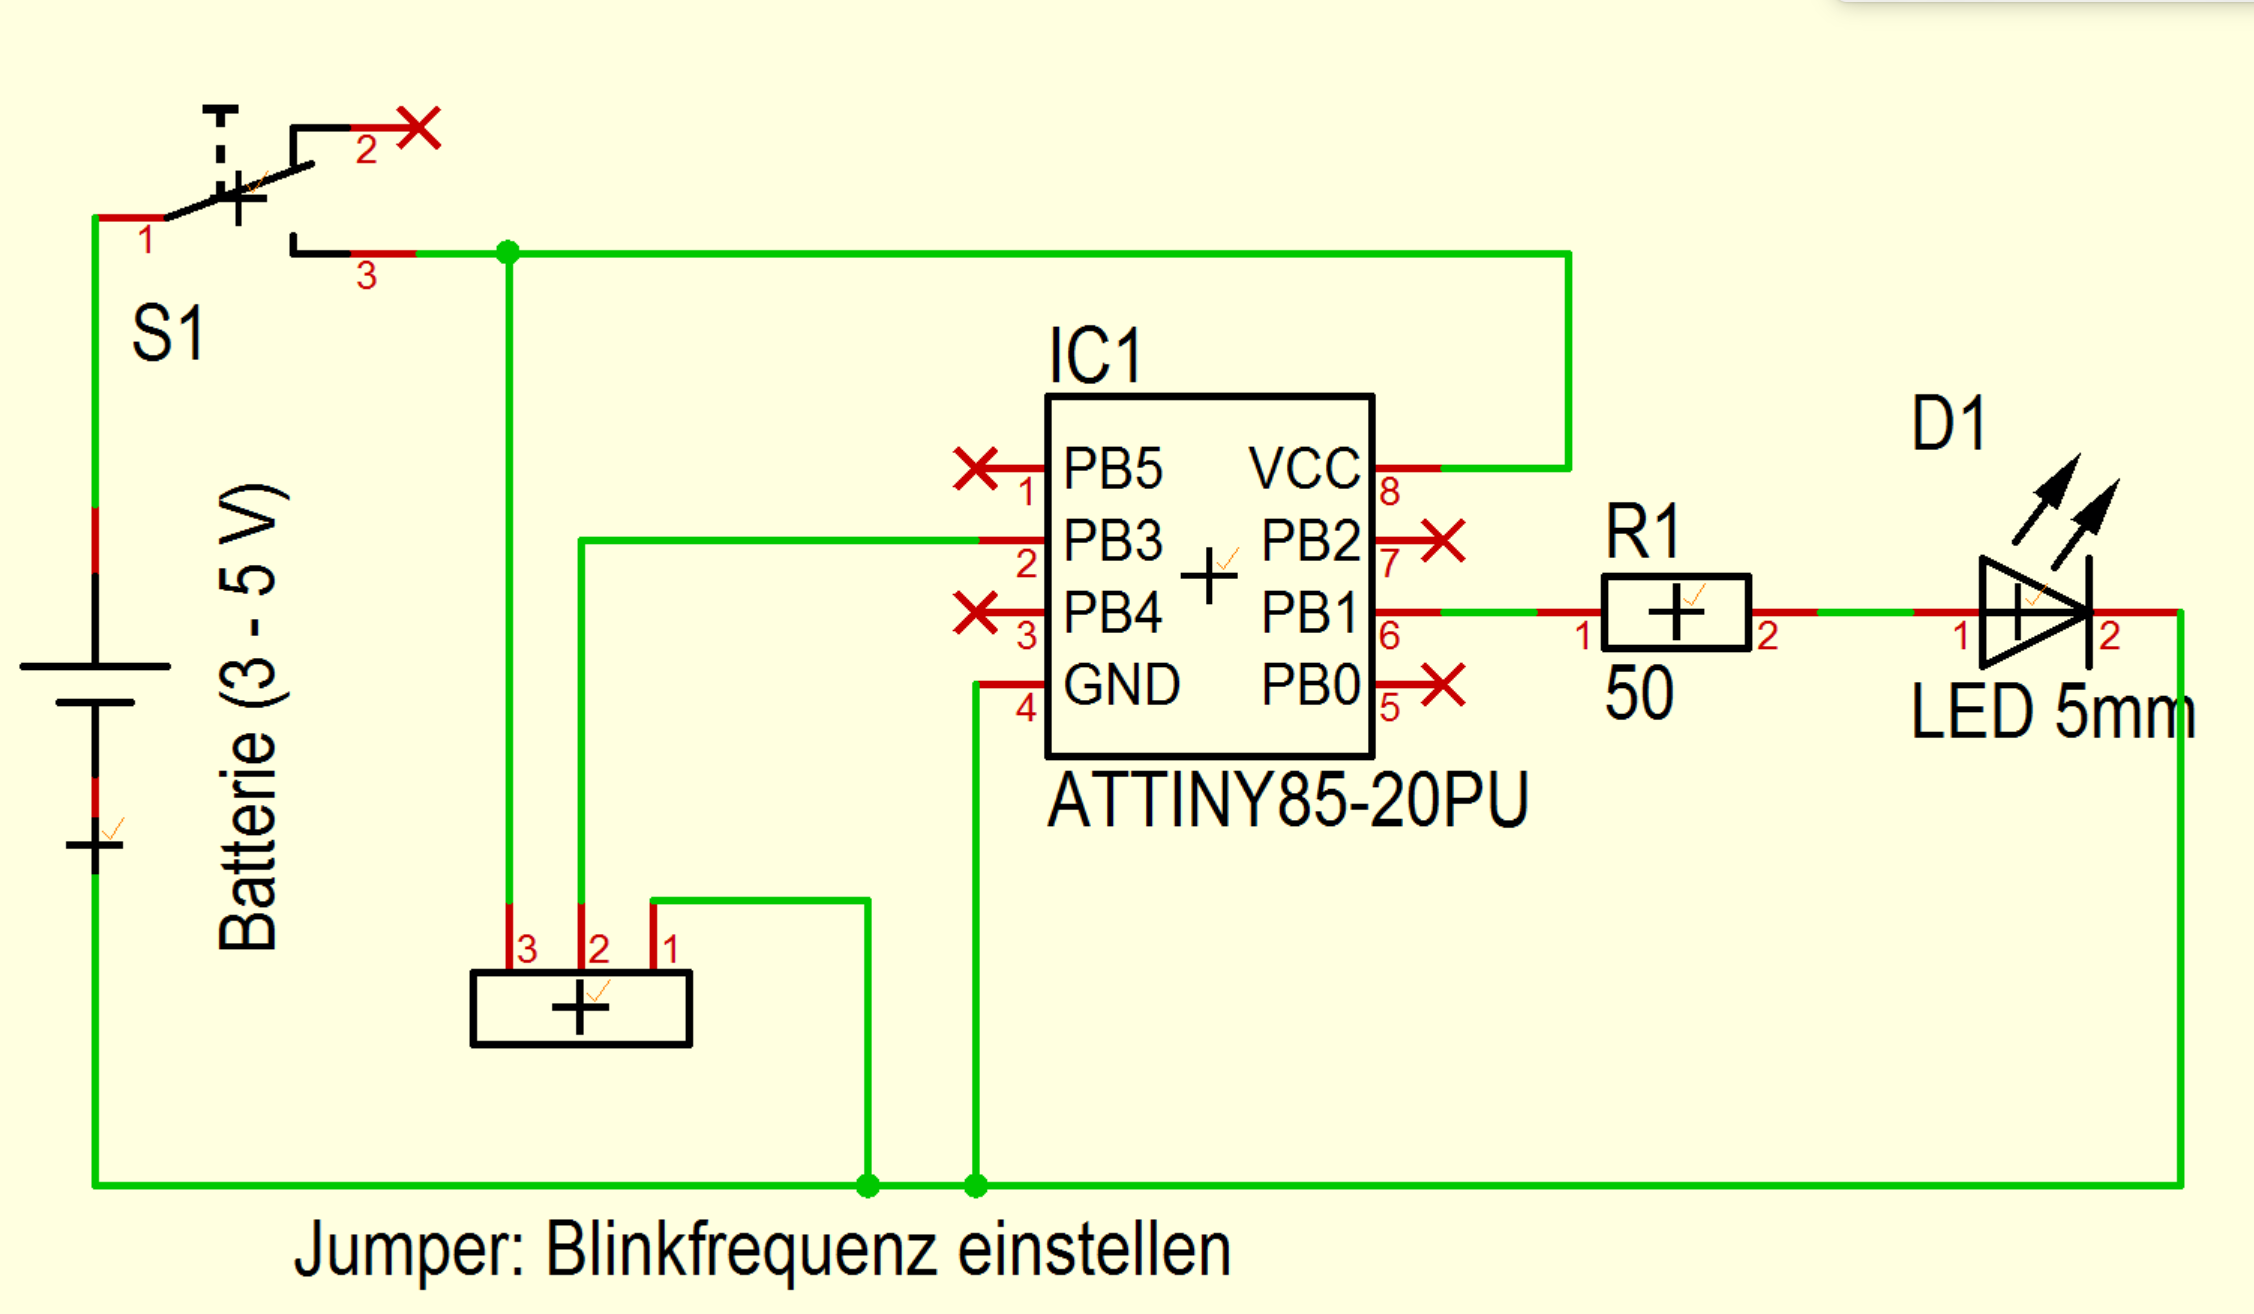 2
1
3
S1
Batterie (3 - 5 V)
IC1
PB5 VCC
1 8
PB3 PB2
2 7
PB4 PB1
3 6
GND PB0
4 5
ATTINY85-20PU
R1
1 2
50
D1
1 2
LED 5mm
3 2 1
Jumper: Blinkfrequenz einstellen